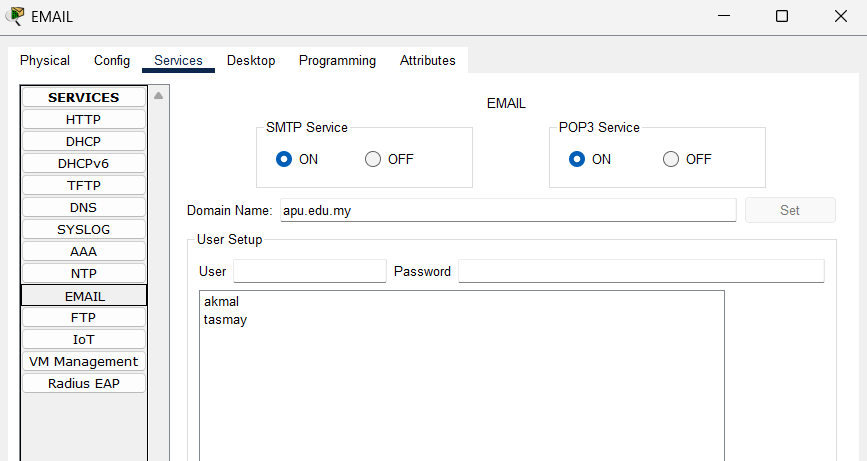 EMAIL
Physical Config Services Desktop Programming Attributes
SERVICES
HTTP
DHCP
DHCPv6
TFTP
DNS
SYSLOG
AAA
NTP
EMAIL
FTP
IoT
VM Management
Radius EAP
EMAIL
SMTP Service
ON OFF
POP3 Service
ON OFF
Domain Name: apu.edu.my Set
User Setup
User Password
akmal
tasmay